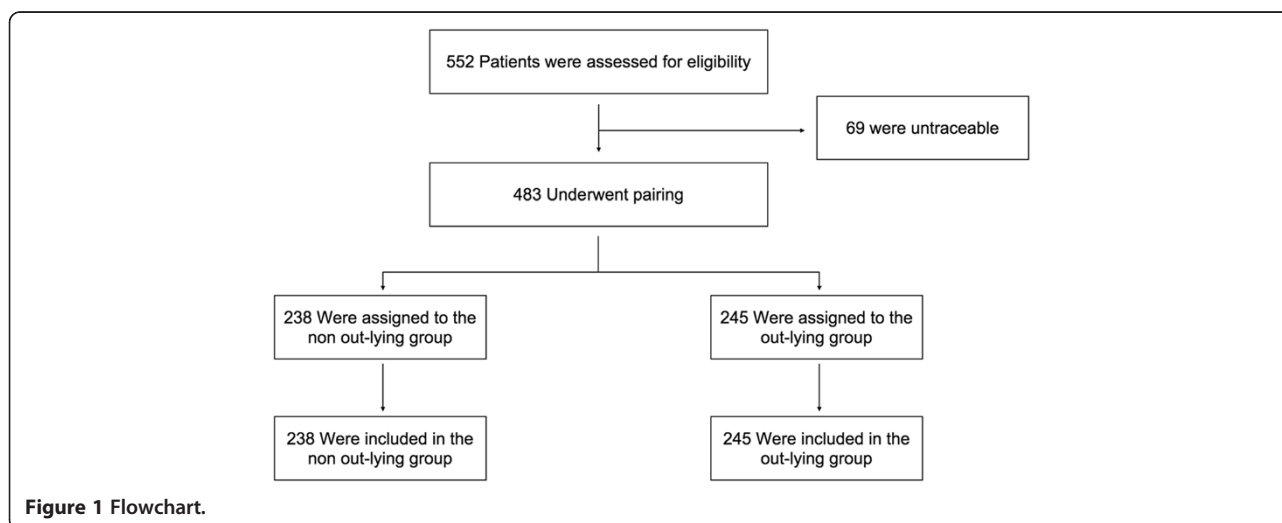 552 Patients were assessed for eligibility
69 were untraceable
483 Underwent pairing
238 Were assigned to the
non out-lying group
245 Were assigned to the
out-lying group
238 Were included in the
non out-lying group
245 Were included in the
out-lying group
Figure 1 Flowchart.